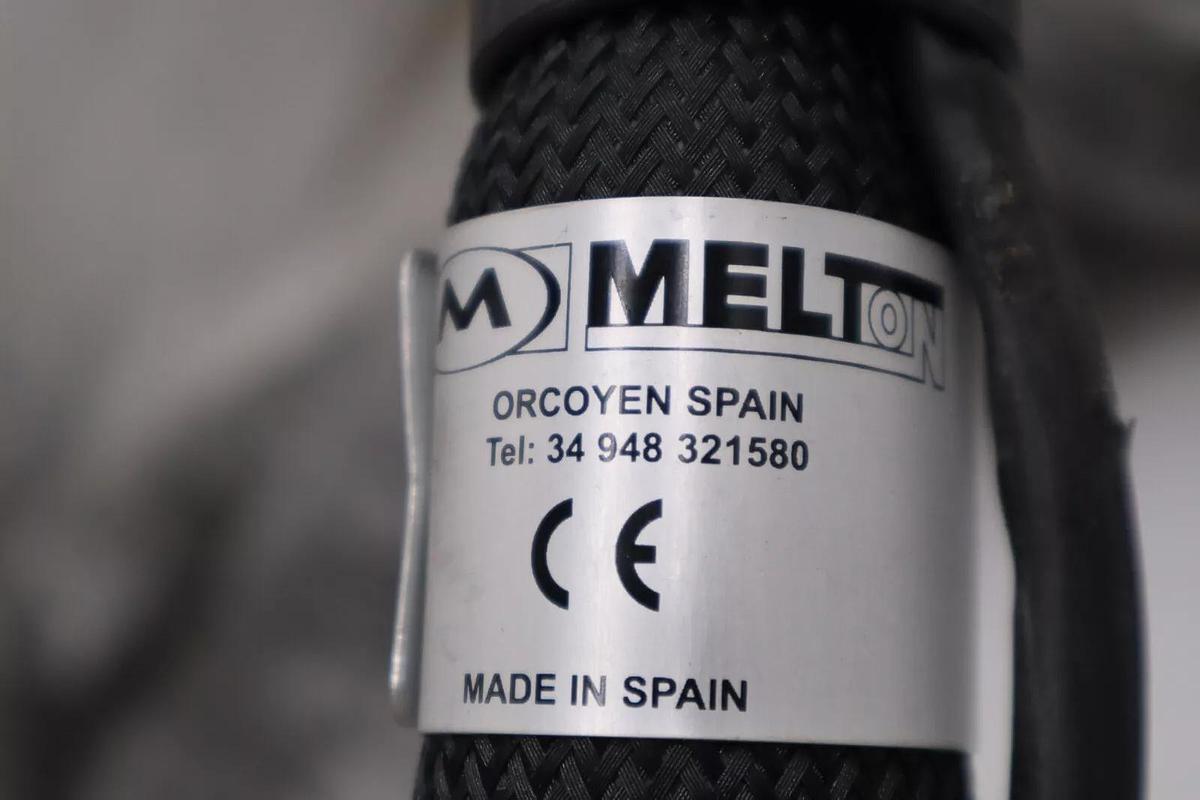 M MELTON
ORCOYEN SPAIN
Tel: 34 948 321580
CE
MADE IN SPAIN